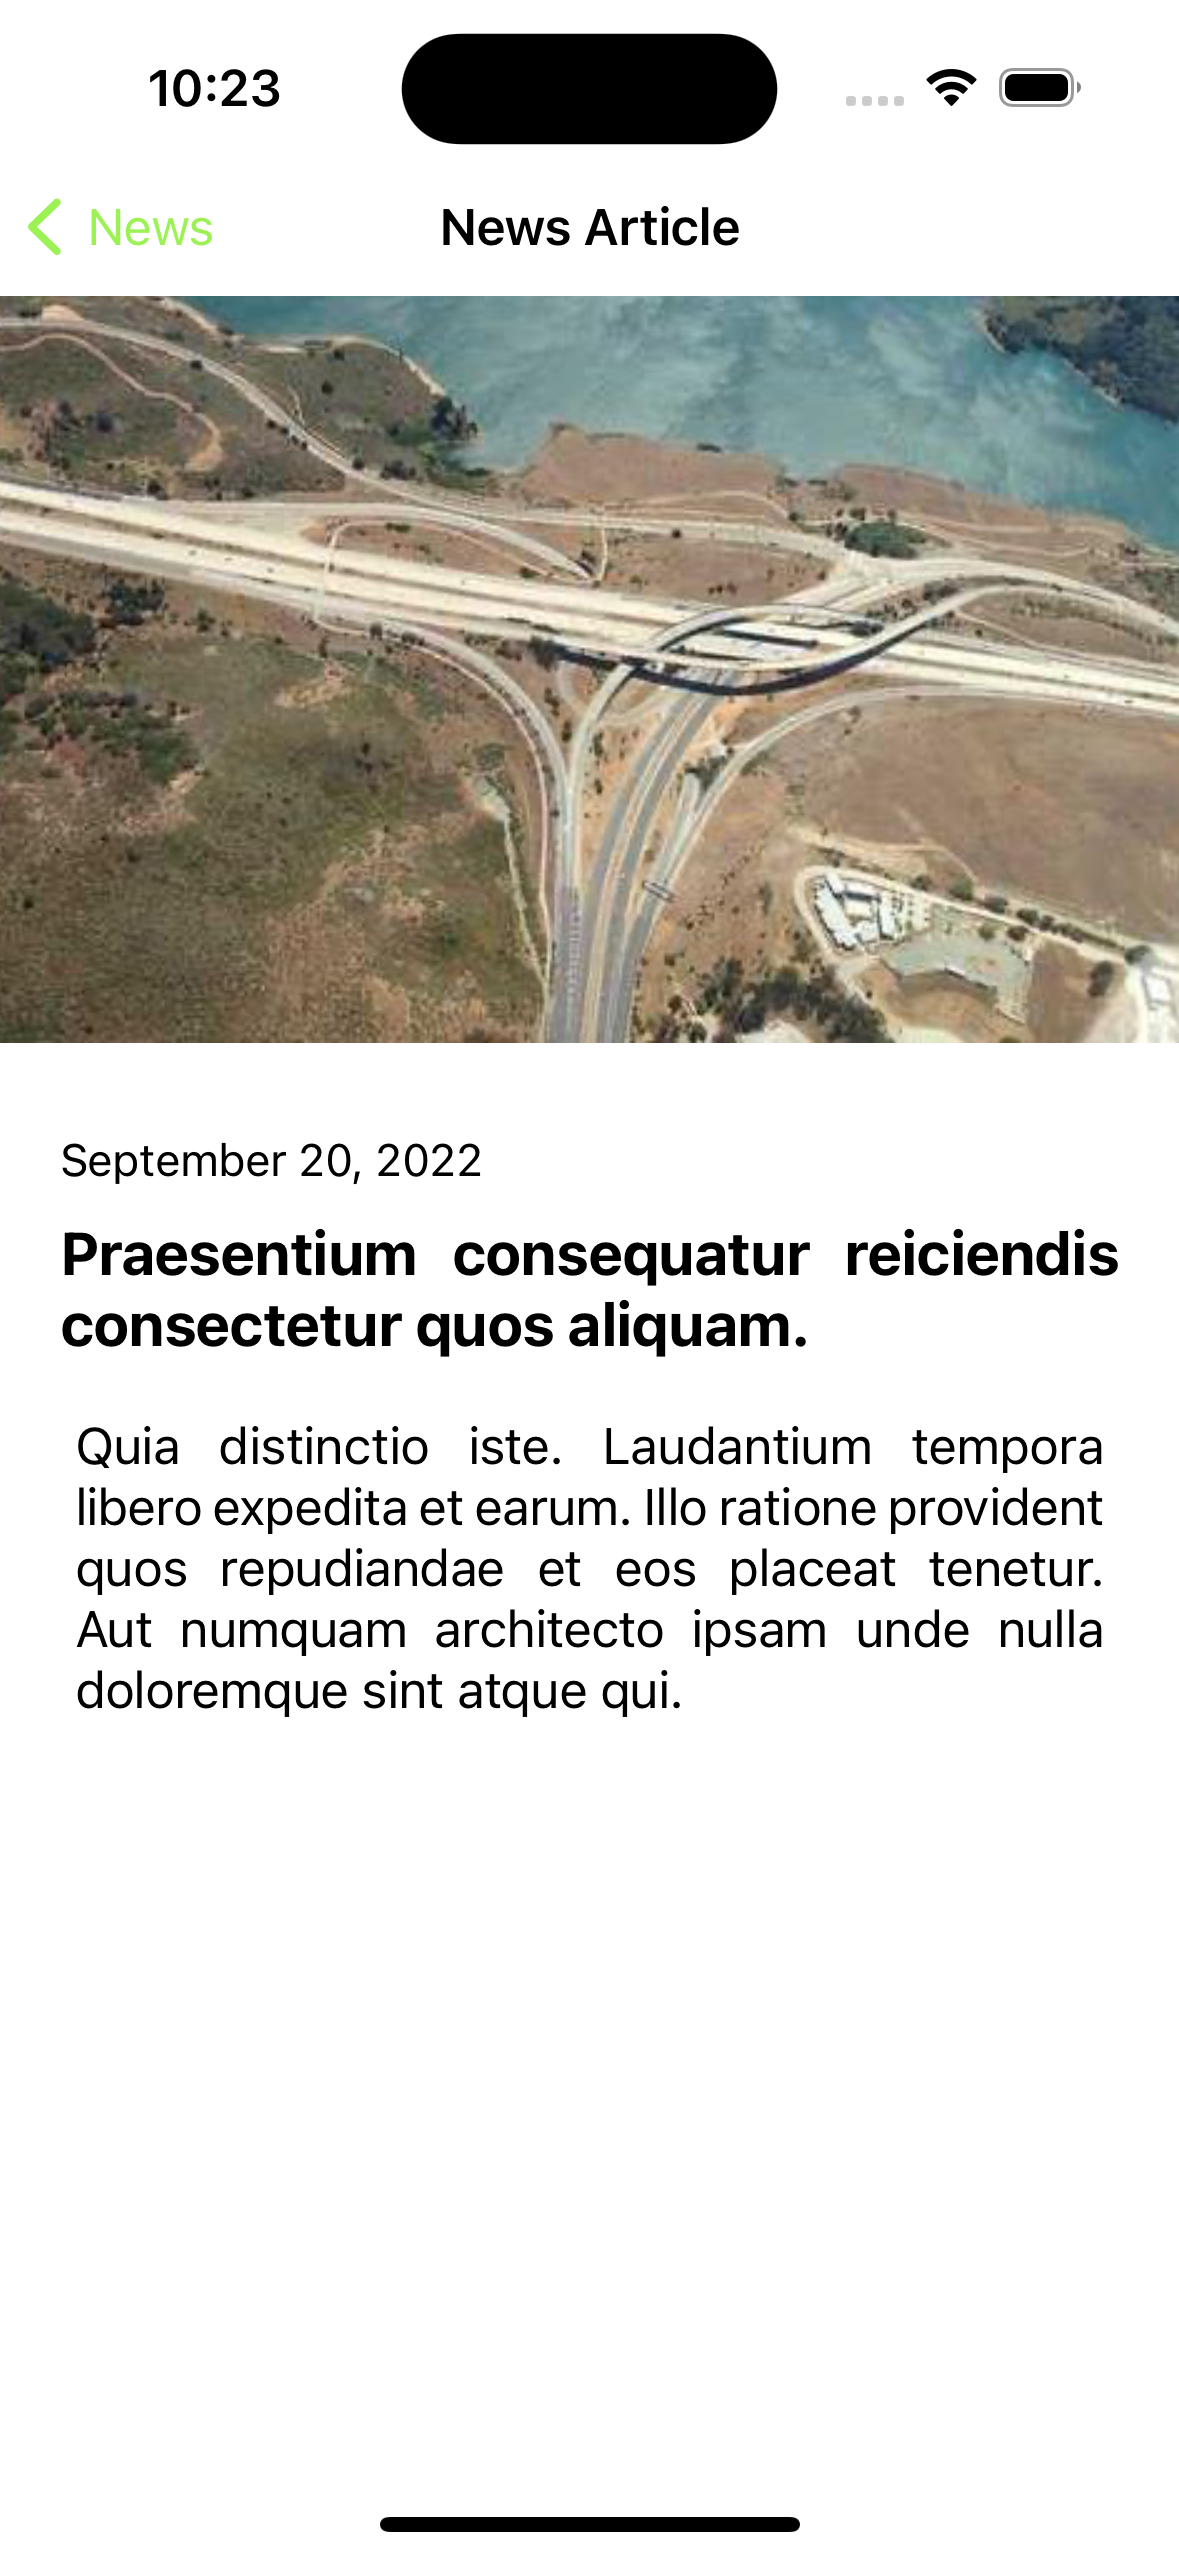 10:23
News
News Article
September 20, 2022
Praesentium consequatur reiciendis
consectetur quos aliquam.
Quia distinctio iste. Laudantium tempora
libero expedita et earum. Illo ratione provident
quos repudiandae et eos placeat tenetur.
Aut numquam architecto ipsam unde nulla
doloremque sint atque qui.